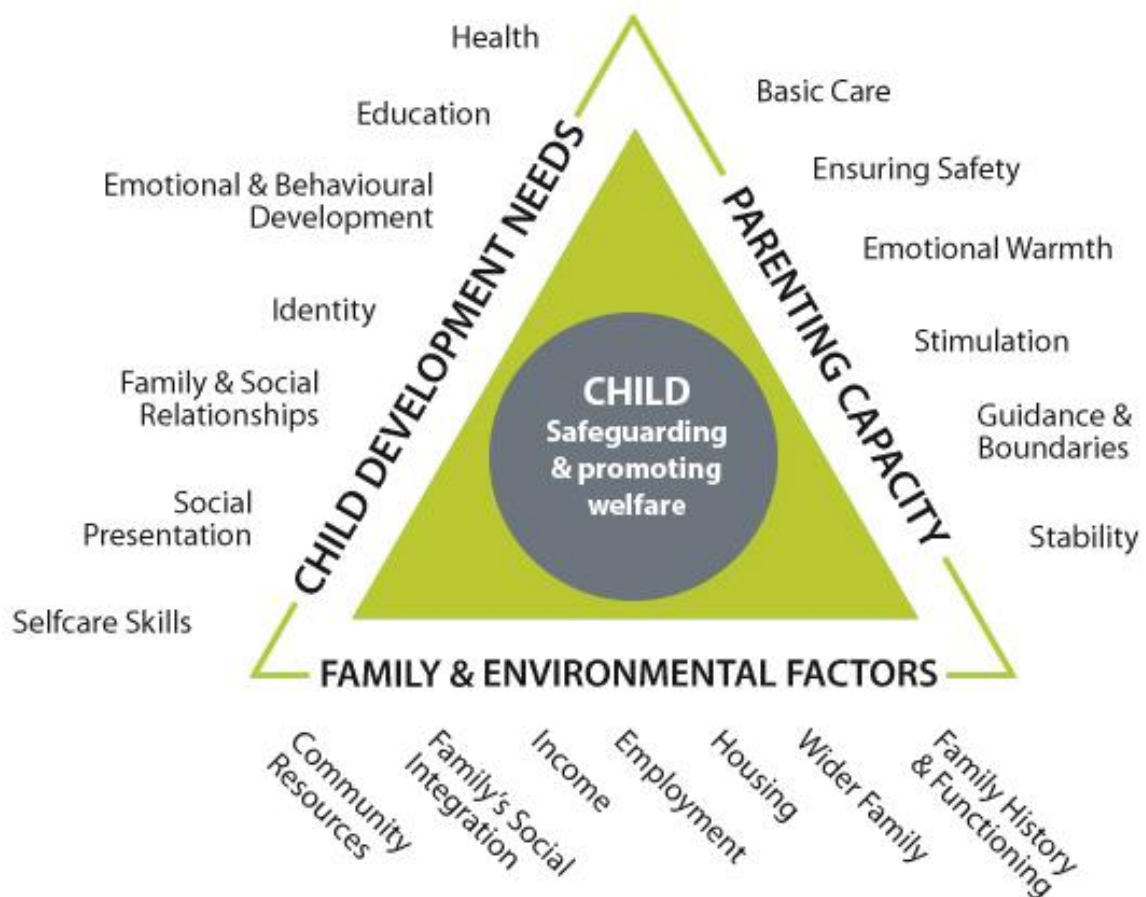 Health
Education
Emotional & Behavioural
Development
Identity
Family & Social
Relationships
Social
Presentation
Selfcare Skills
CHILD DEVELOPMENT NEEDS
CHILD
Safeguarding
& promoting
welfare
PARENTING CAPACITY
Basic Care
Ensuring Safety
Emotional Warmth
Stimulation
Guidance &
Boundaries
Stability
FAMILY & ENVIRONMENTAL FACTORS
Community
Resources
Family's Social
Integration
Income
Employment
Housing
Wider Family
Family History
& Functioning